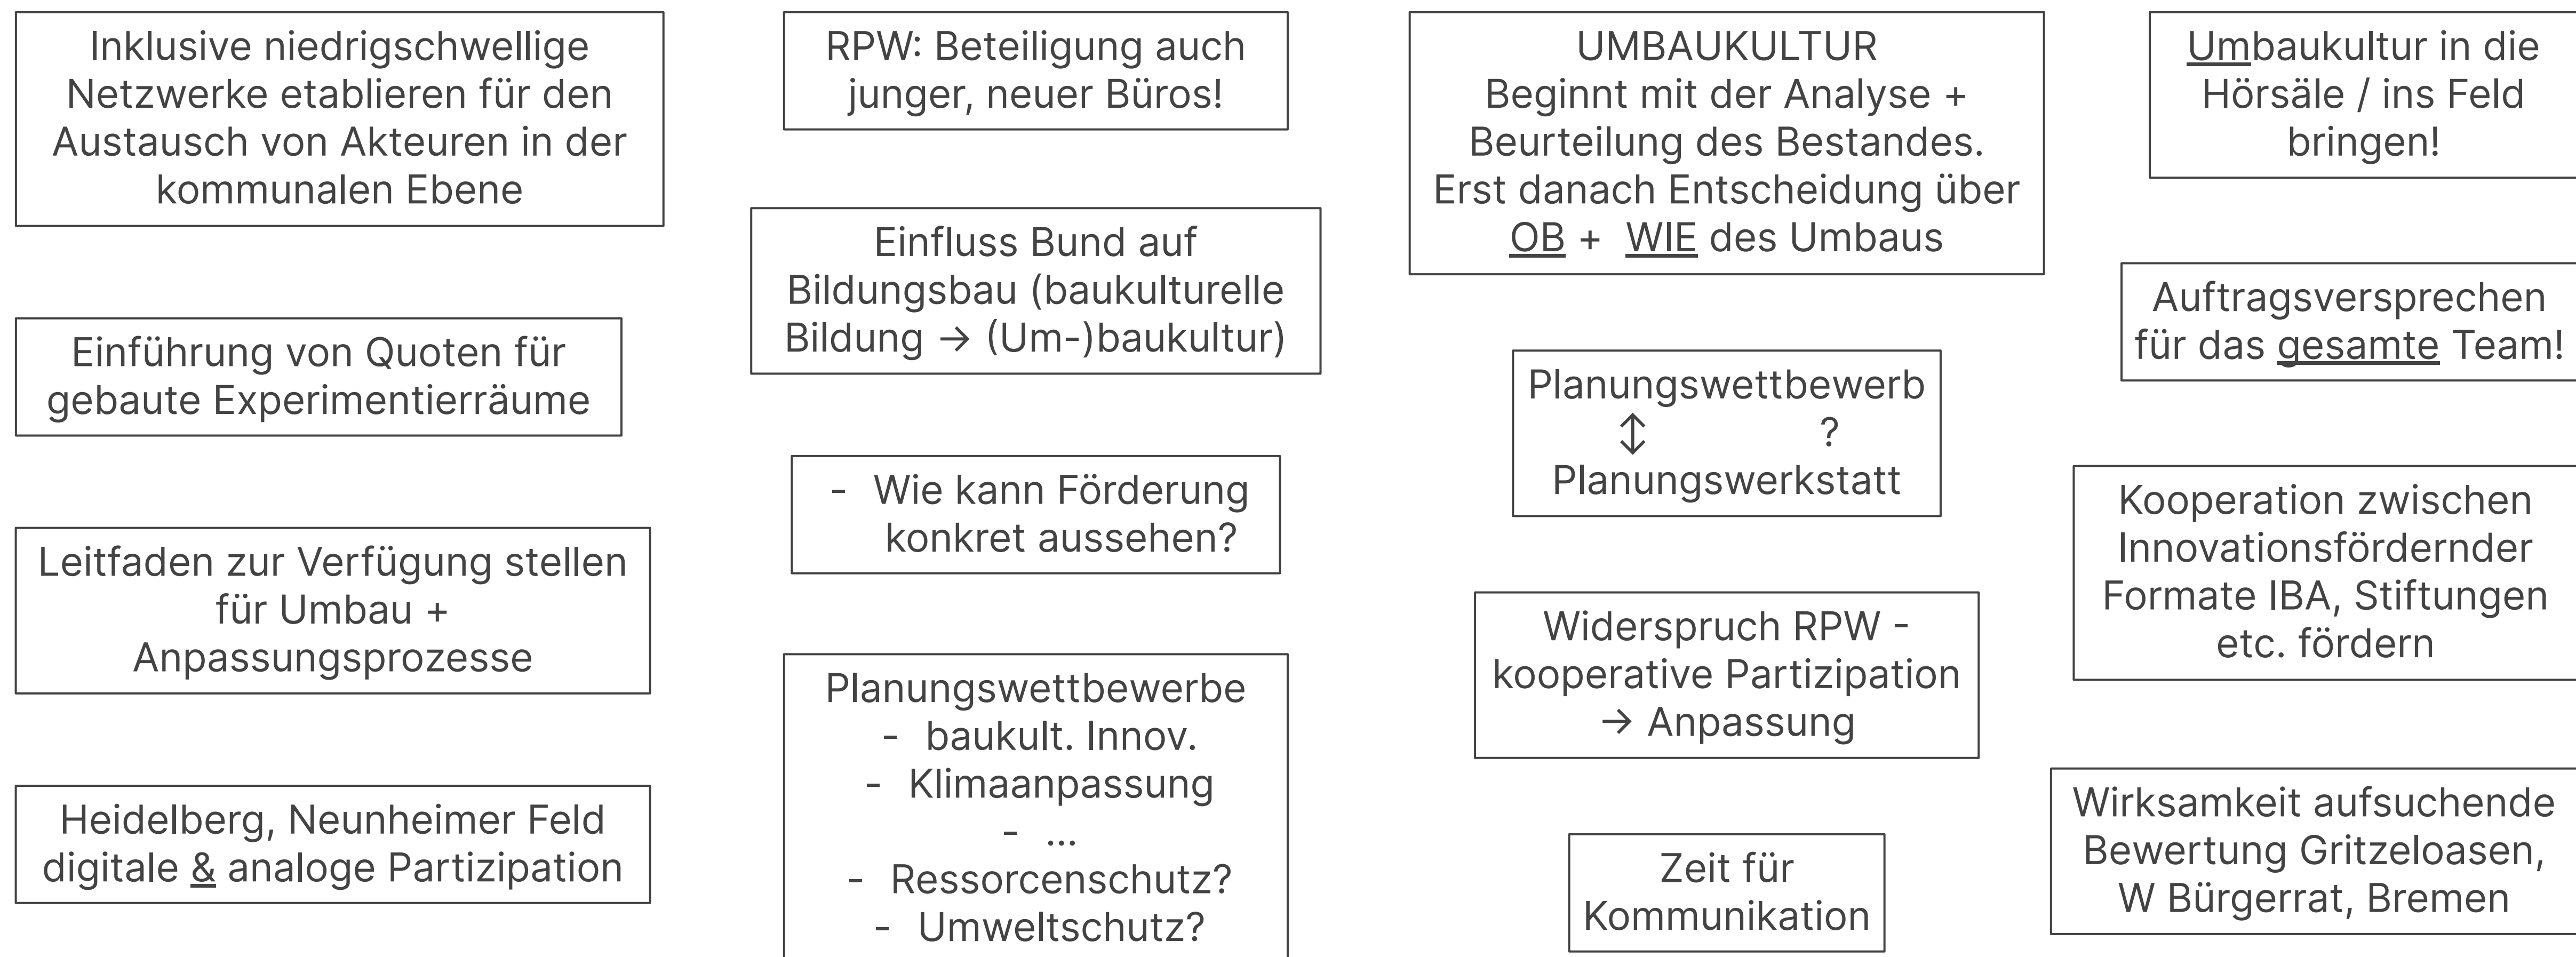 Inklusive niedrigschwellige
Netzwerke etablieren für den
Austausch von Akteuren in der
kommunalen Ebene
Einführung von Quoten für
gebaute Experimentierräume
Leitfaden zur Verfügung stellen
für Umbau +
Anpassungsprozesse
Heidelberg, Neunheimer Feld
digitale & analoge Partizipation
RPW: Beteiligung auch
junger, neuer Büros!
Einfluss Bund auf
Bildungsbau (baukulturelle
Bildung → (Um-)baukultur)
- Wie kann Förderung
konkret aussehen?
Planungswettbewerbe
- baukult. Innov.
- Klimaanpassung
- ...
- Ressorcenschutz?
- Umweltschutz?
UMBAUKULTUR
Beginnt mit der Analyse +
Beurteilung des Bestandes.
Erst danach Entscheidung über
OB + WIE des Umbaus
Planungswettbewerb
↕ ?
Planungswerkstatt
Widerspruch RPW -
kooperative Partizipation
→ Anpassung
Zeit für
Kommunikation
Umbaukultur in die
Hörsäle / ins Feld
bringen!
Auftragsversprechen
für das gesamte Team!
Kooperation zwischen
Innovationsfördernder
Formate IBA, Stiftungen
etc. fördern
Wirksamkeit aufsuchende
Bewertung Gritzeloasen,
W Bürgerrat, Bremen